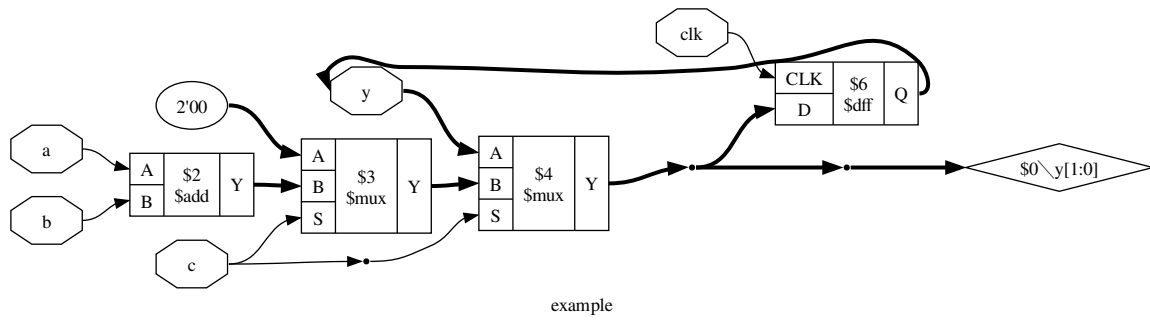 clk
CLK
D
$6
$dff
Q
y
2'00
a
b
A
B
$2
$add
Y
A
B
S
$3
$mux
Y
A
B
S
$4
$mux
Y
c
$0\y[1:0]
example